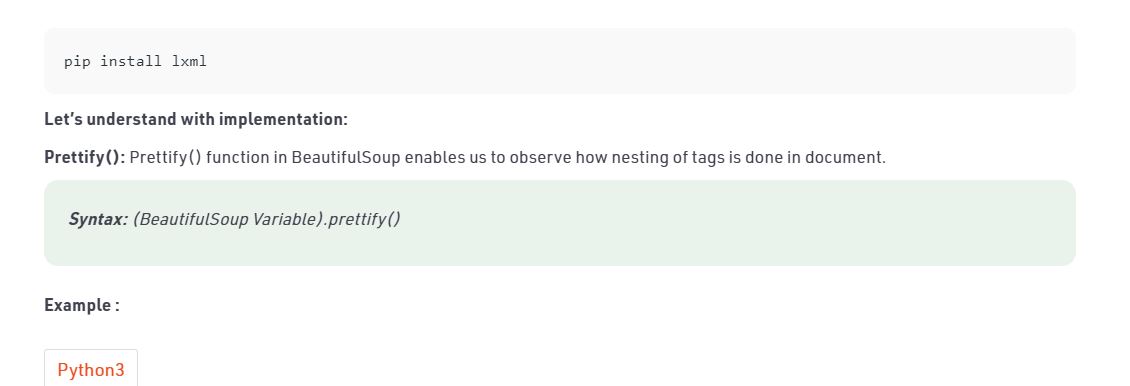 pip install lxml
Let’s understand with implementation:
Prettify(): Prettify() function in BeautifulSoup enables us to observe how nesting of tags is done in document.
Syntax: (BeautifulSoup Variable).prettify()
Example :
Python3